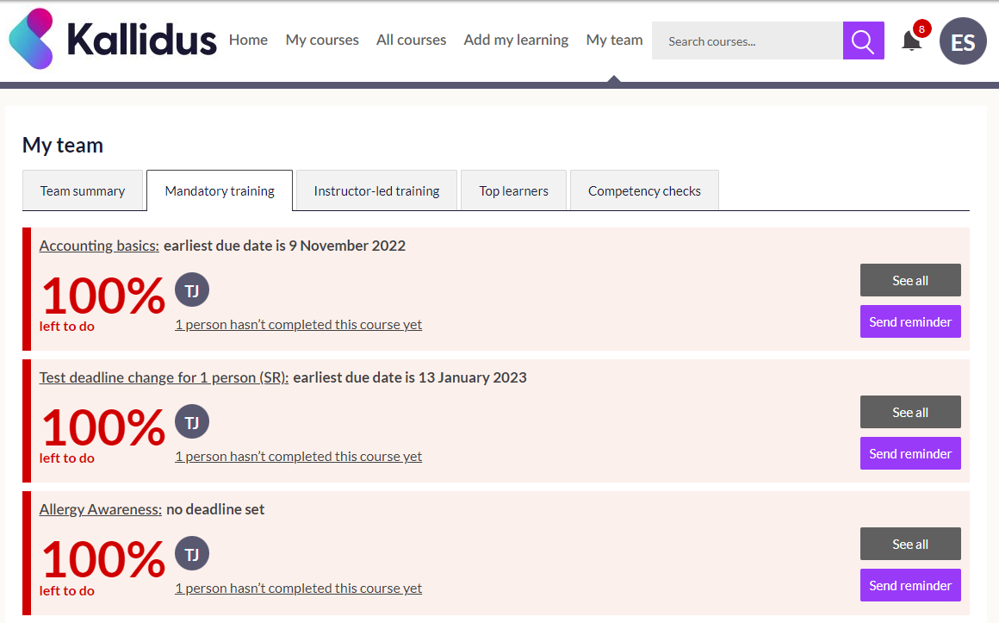 Kallidus Home My courses All courses Add my learning My team Search courses... 8 ES
My team
Team summary Mandatory training Instructor-led training Top learners Competency checks
Accounting basics: earliest due date is 9 November 2022
100% TJ See all
left to do 1 person hasn’t completed this course yet Send reminder
Test deadline change for 1 person (SR): earliest due date is 13 January 2023
100% TJ See all
left to do 1 person hasn’t completed this course yet Send reminder
Allergy Awareness: no deadline set
100% TJ See all
left to do 1 person hasn’t completed this course yet Send reminder